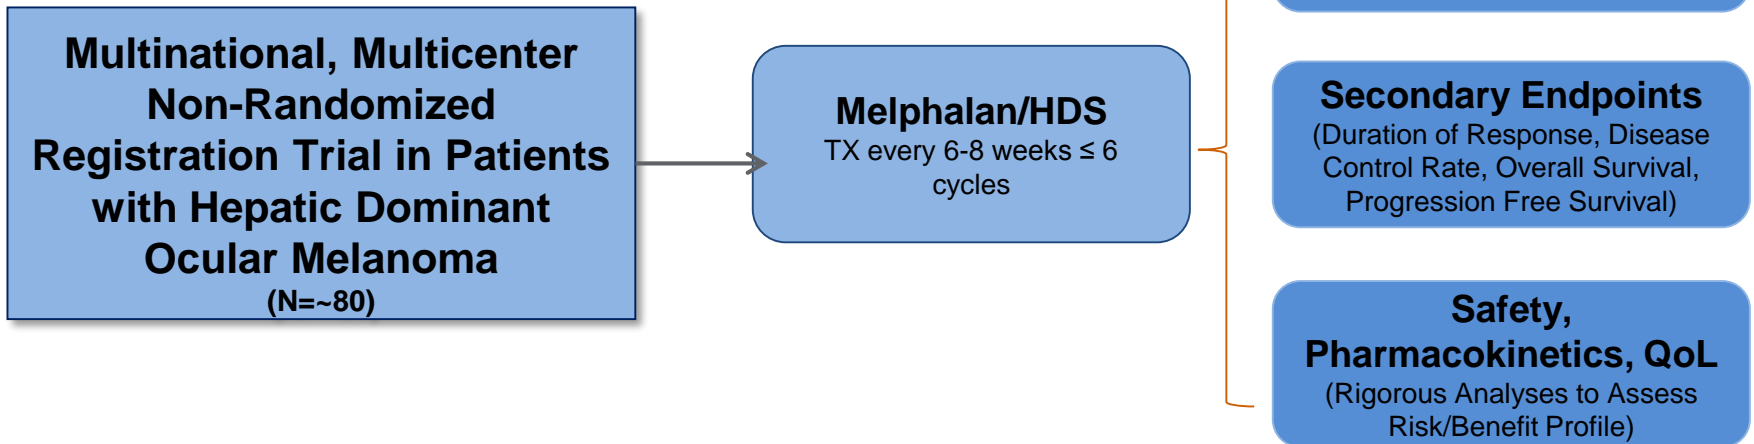 Multinational, Multicenter
Non-Randomized
Registration Trial in Patients
with Hepatic Dominant
Ocular Melanoma
(N=~80)
Melphalan/HDS
TX every 6-8 weeks ≤ 6
cycles
Secondary Endpoints
(Duration of Response, Disease
Control Rate, Overall Survival,
Progression Free Survival)
Safety,
Pharmacokinetics, QoL
(Rigorous Analyses to Assess
Risk/Benefit Profile)